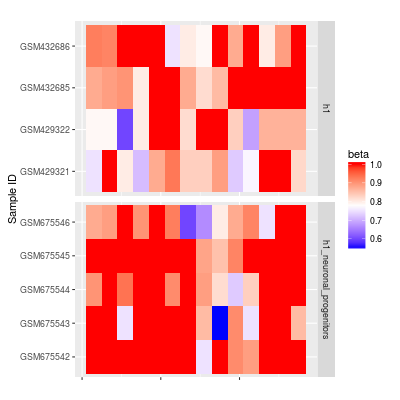 GSM432686
GSM432685
GSM429322
GSM429321
h1
GSM675546
GSM675545
GSM675544
GSM675543
GSM675542
h1_neuronal_progenitors
Sample ID
beta
1.0
0.9
0.8
0.7
0.6